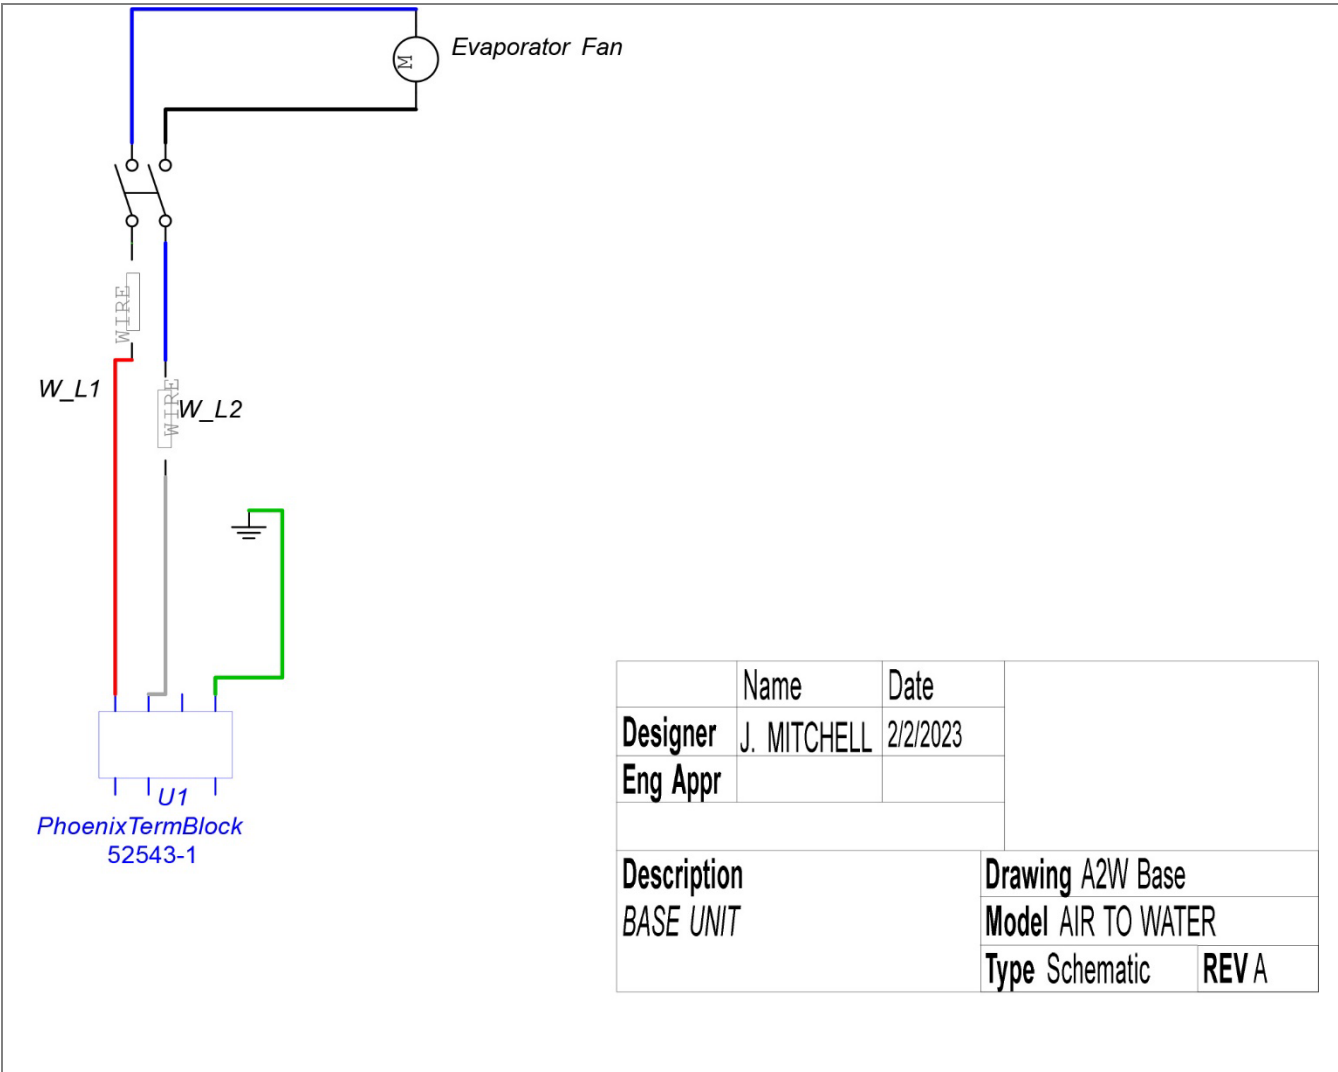 Evaporator Fan
M
WIRE
W_L1
WIRE
W_L2
U1
PhoenixTermBlock
52543-1
Name Date
Designer J. MITCHELL 2/2/2023
Eng Appr
Description
BASE UNIT
Drawing A2W Base
Model AIR TO WATER
Type Schematic REV A